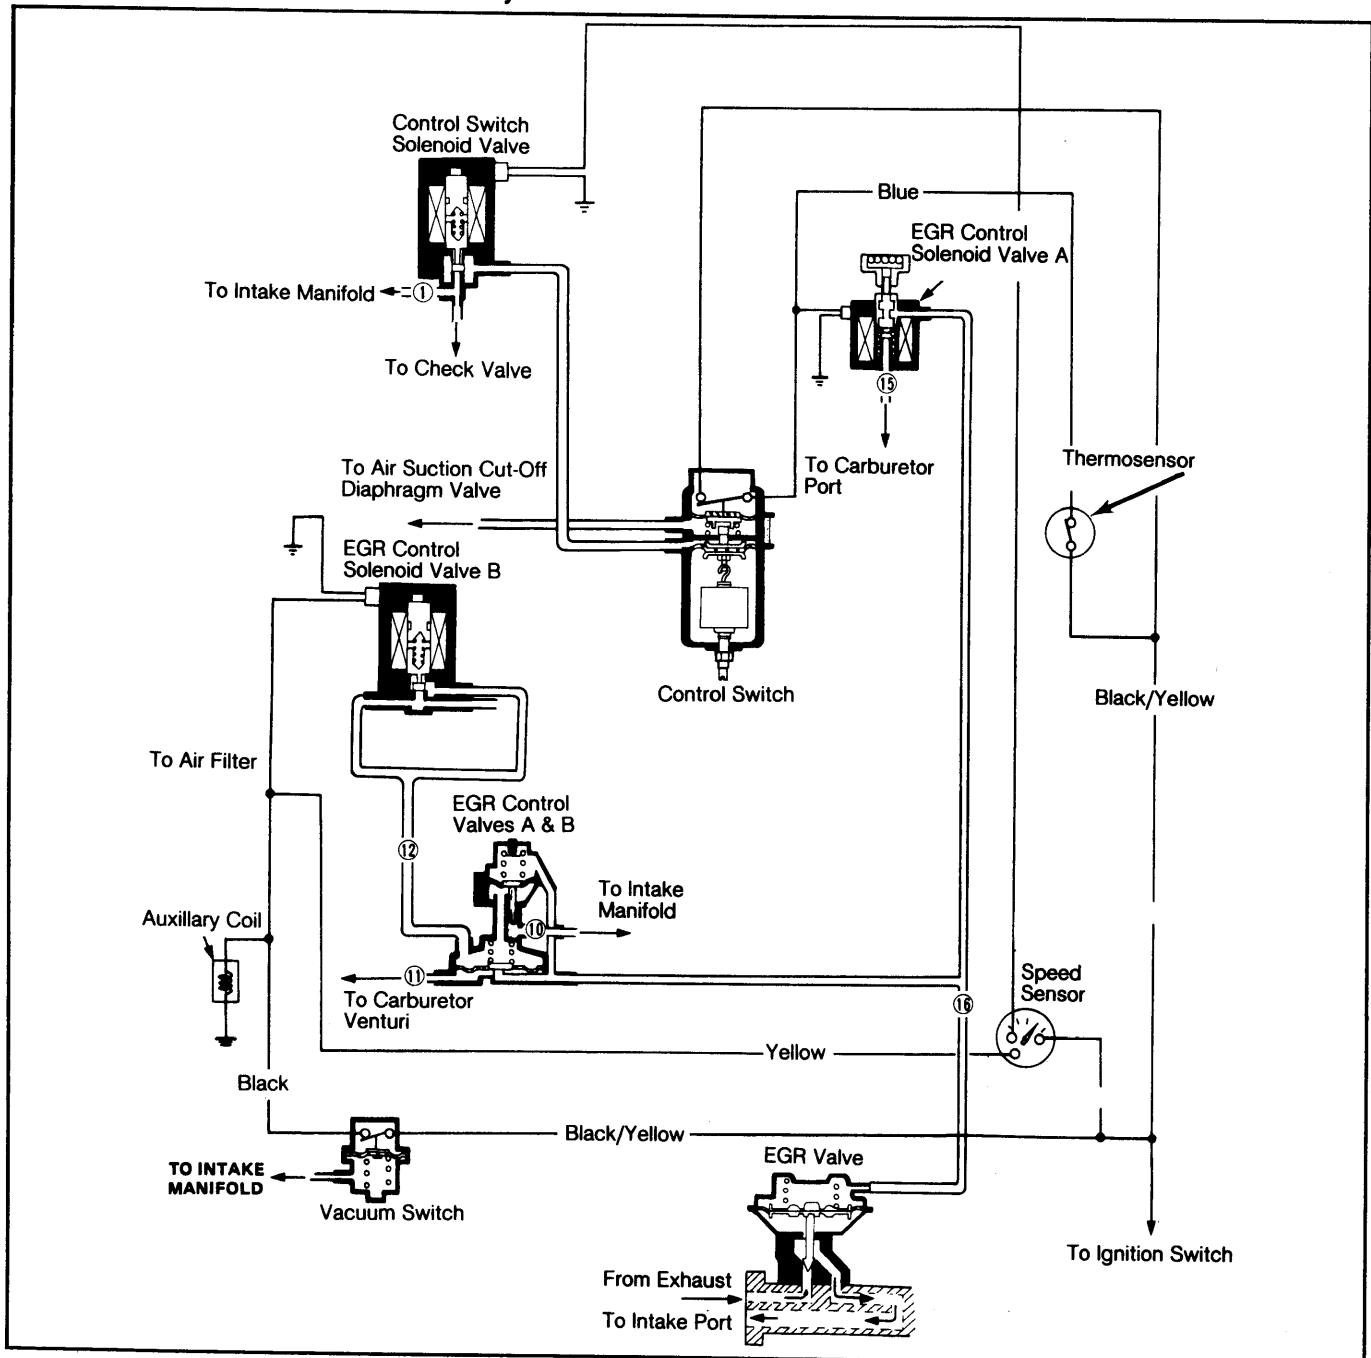 Control Switch
Solenoid Valve
Blue
EGR Control
Solenoid Valve A
To Intake Manifold
1
To Check Valve
15
To Carburetor
Port
Thermosensor
To Air Suction Cut-Off
Diaphragm Valve
EGR Control
Solenoid Valve B
Control Switch
Black/Yellow
To Air Filter
EGR Control
Valves A & B
12
To Intake
Manifold
10
Auxillary Coil
11
To Carburetor
Venturi
16
Speed
Sensor
Yellow
Black
Black/Yellow
TO INTAKE
MANIFOLD
Vacuum Switch
EGR Valve
To Ignition Switch
From Exhaust
To Intake Port